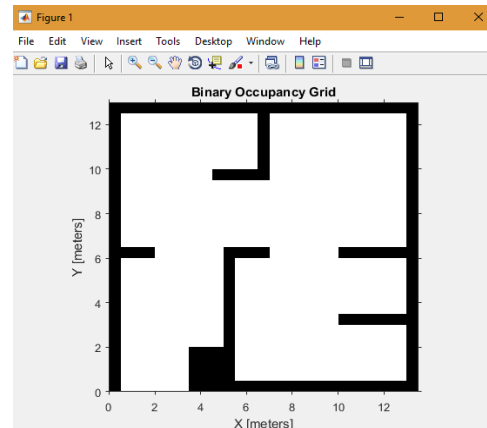 Figure 1
File Edit View Insert Tools Desktop Window Help
Binary Occupancy Grid
12
10
8
6
4
2
0
Y [meters]
0 2 4 6 8 10 12
X [meters]